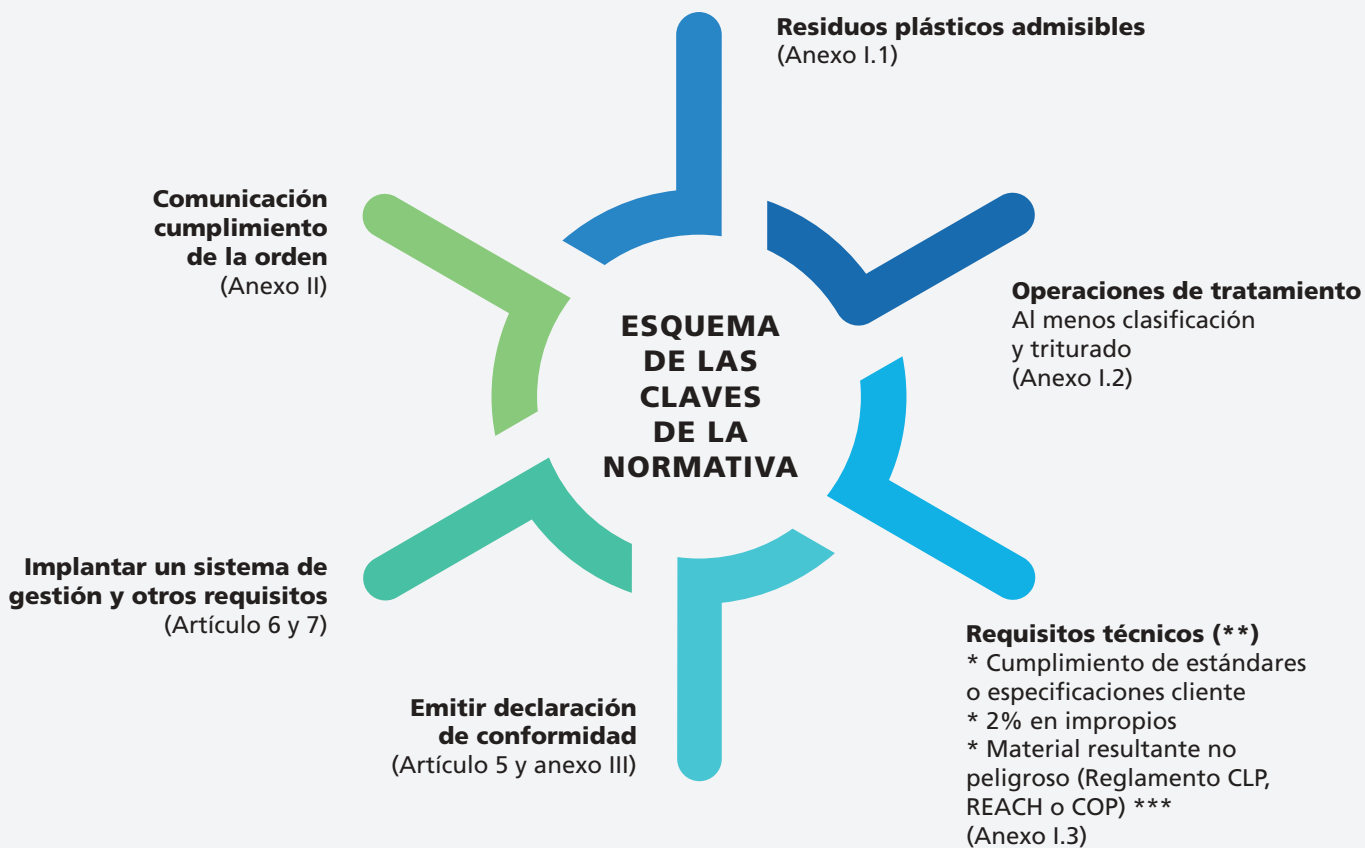 Residuos plásticos admisibles
(Anexo I.1)
Operaciones de tratamiento
Al menos clasificación
y triturado
(Anexo I.2)
Requisitos técnicos (**)
* Cumplimiento de estándares
o especificaciones cliente
* 2% en impropios
* Material resultante no
peligroso (Reglamento CLP,
REACH o COP) ***
(Anexo I.3)
Emitir declaración
de conformidad
(Artículo 5 y anexo III)
Implantar un sistema de
gestión y otros requisitos
(Artículo 6 y 7)
Comunicación
cumplimiento
de la orden
(Anexo II)
ESQUEMA
DE LAS
CLAVES
DE LA
NORMATIVA